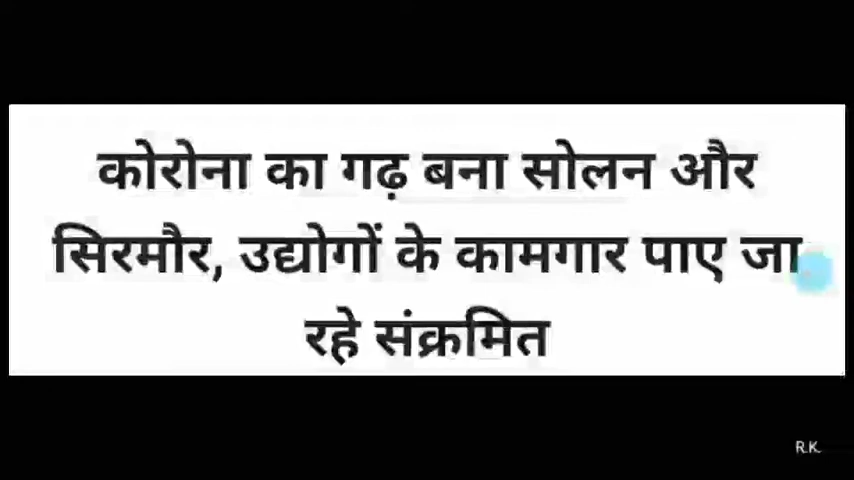 कोरोना का गढ़ बना सोलन और
सिरमौर, उद्योगों के कामगार पाए जा
रहे संक्रमित
R.K.